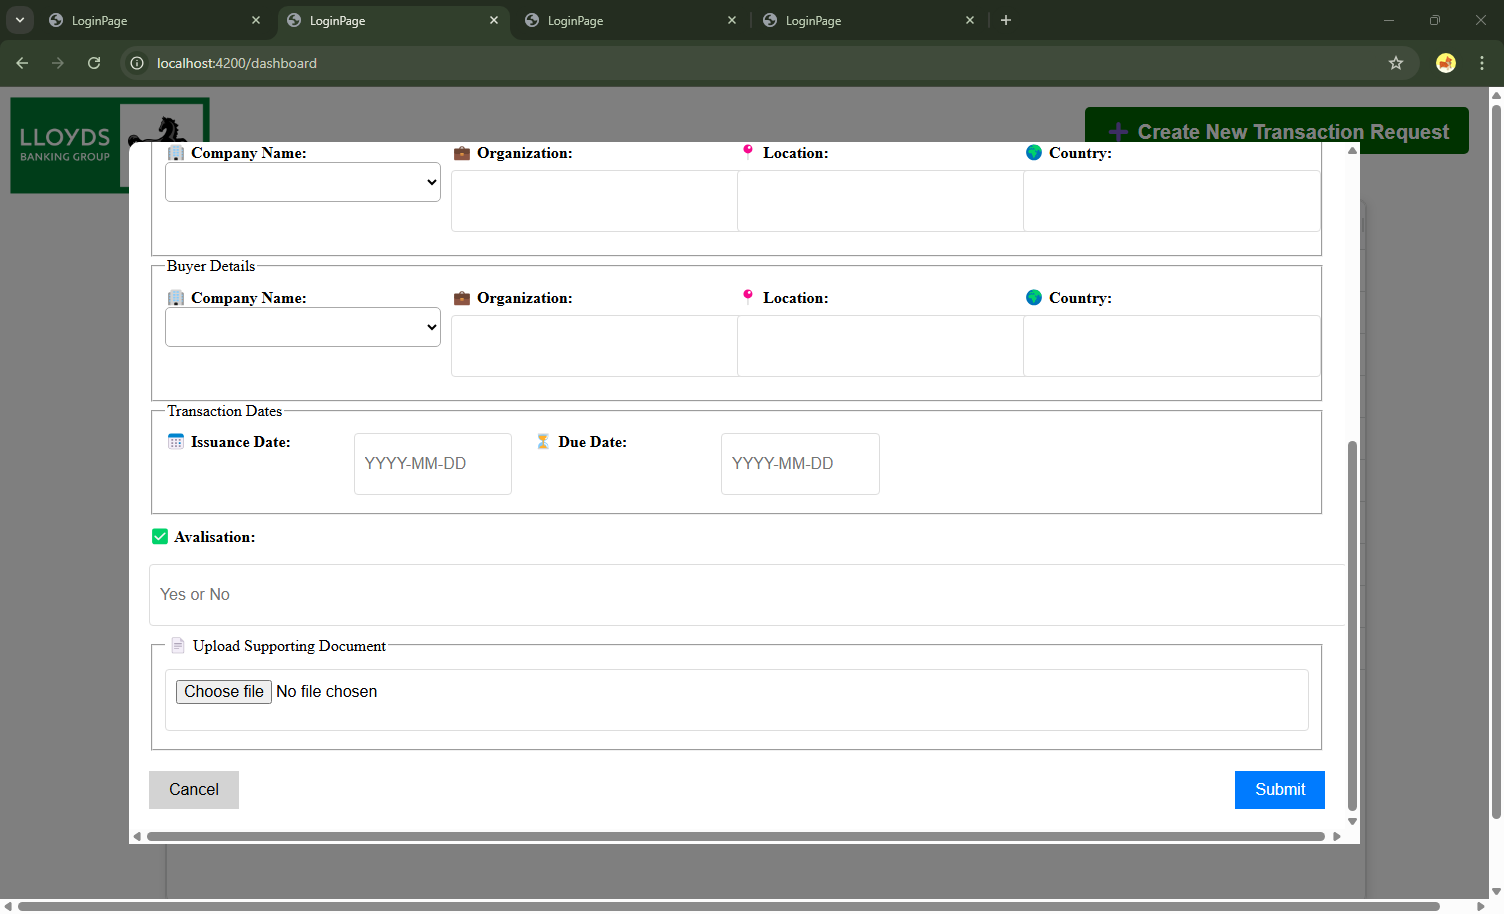 LoginPage
LoginPage
LoginPage
LoginPage
localhost:4200/dashboard
LLOYDS
BANKING GROUP
Create New Transaction Request
Company Name:
Organization:
Location:
Country:
Buyer Details
Company Name:
Organization:
Location:
Country:
Transaction Dates
Issuance Date:
YYYY-MM-DD
Due Date:
YYYY-MM-DD
Avalisation:
Yes or No
Upload Supporting Document
Choose file No file chosen
Cancel
Submit